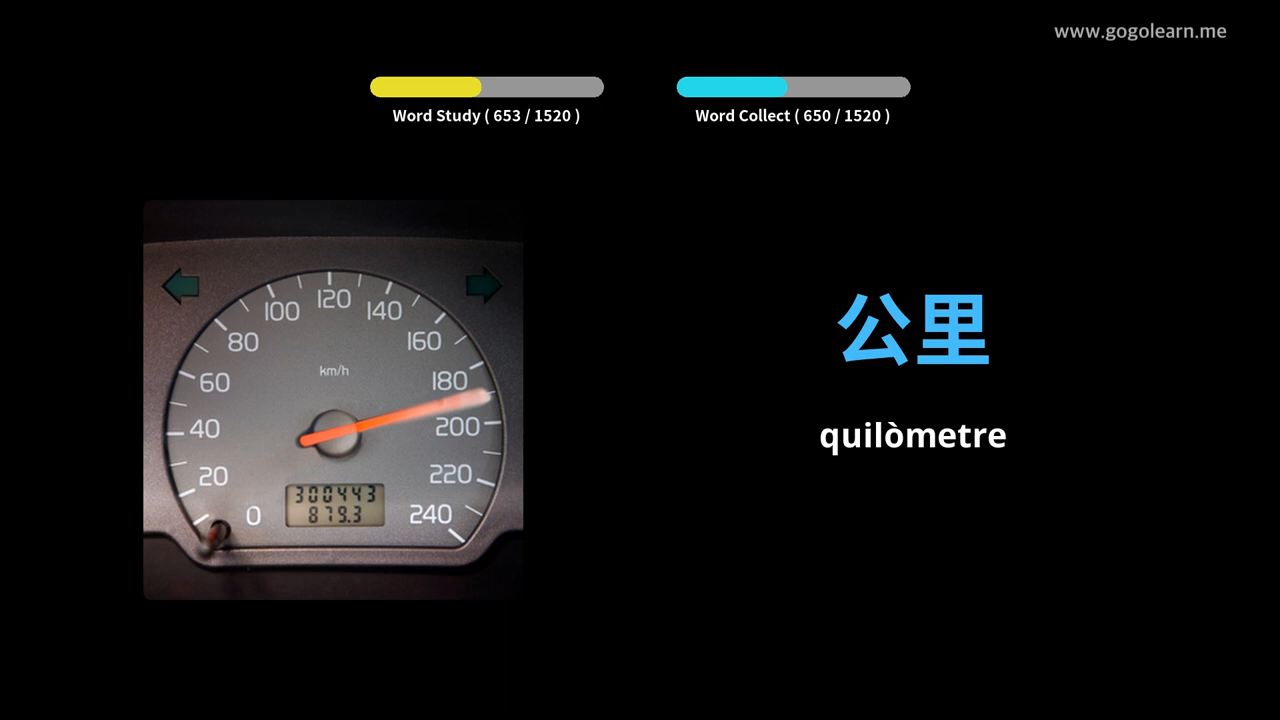 www.gogolearn.me
Word Study ( 653 / 1520 )
Word Collect ( 650 / 1520 )
120
100
140
80
160
km/h
60
180
40
200
20
220
300443
0
240
879.3
公里
quilòmetre